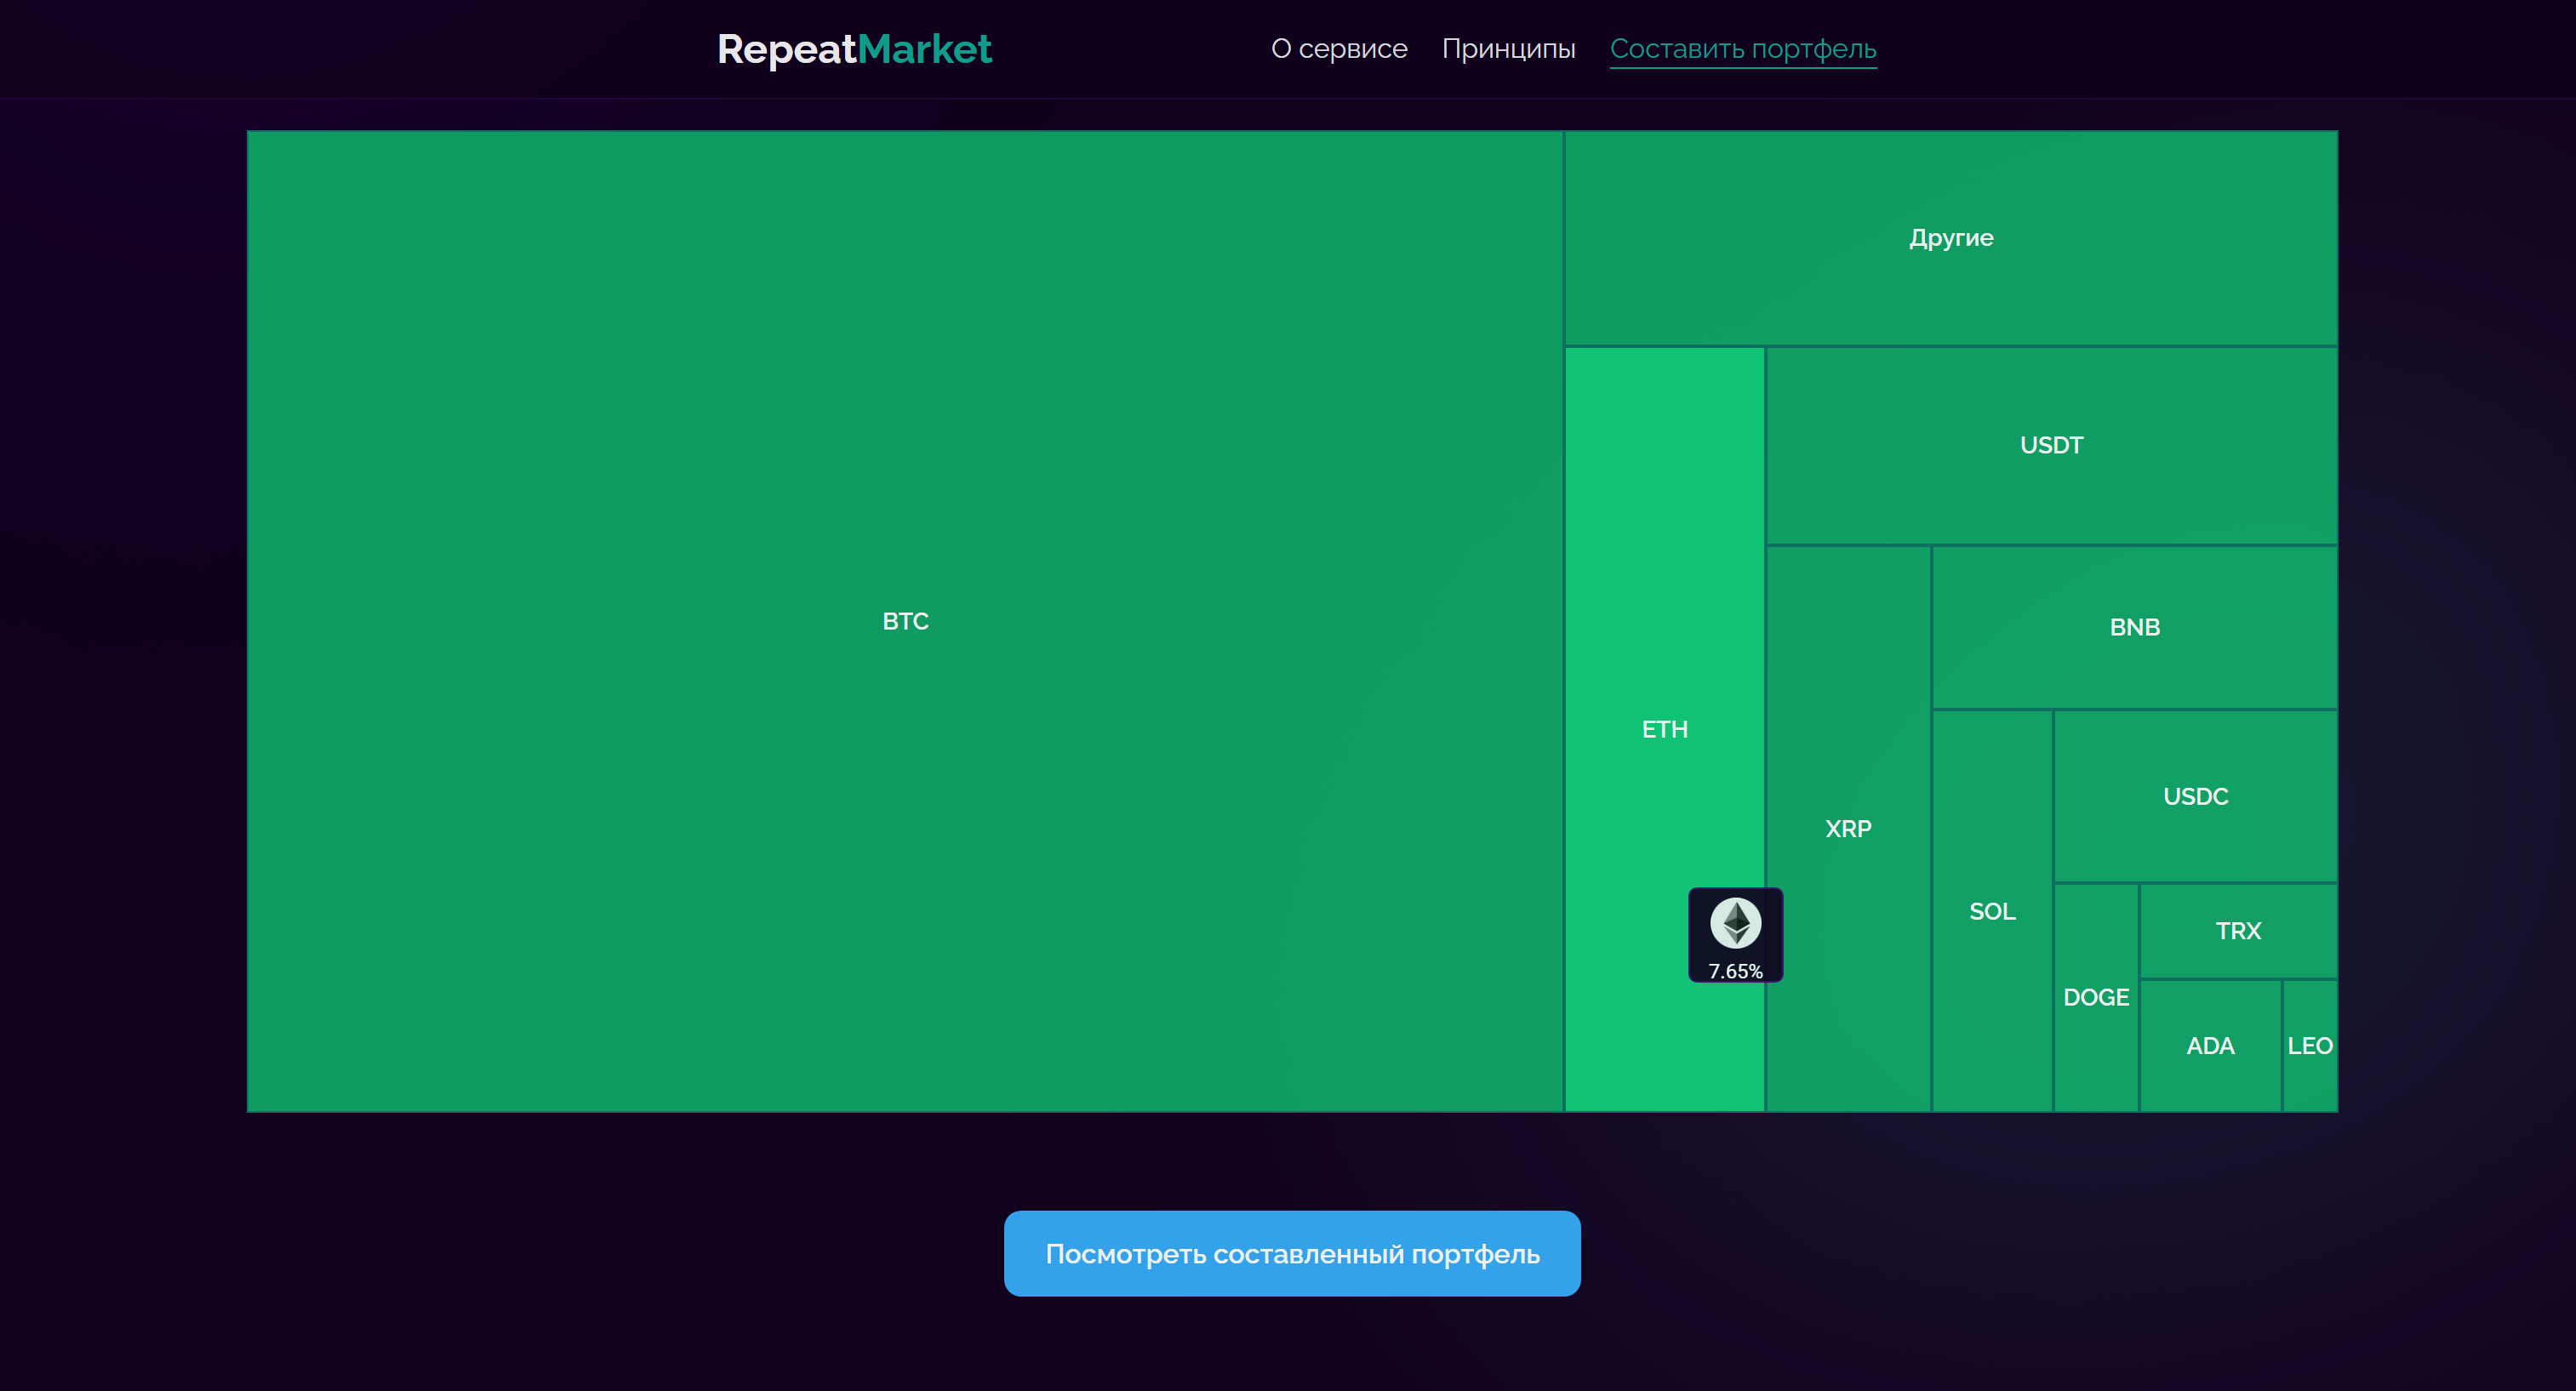 RepeatMarket
О сервисе Принципы Составить портфель
Другие
USDT
BTC
BNB
ETH
USDC
XRP
SOL
TRX
7.65%
DOGE
ADA
LEO
Посмотреть составленный портфель